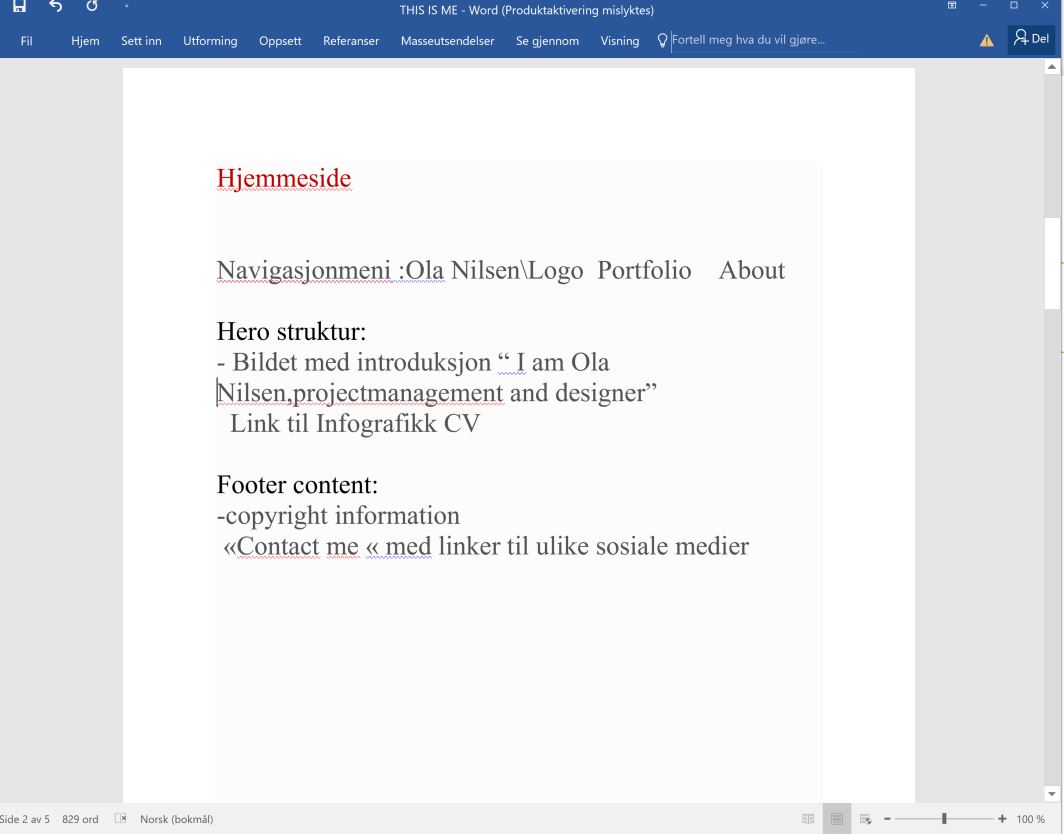 THIS IS ME - Word (Produktaktivering mislyktes)
Fil Hjem Sett inn Utforming Oppsett Referanser Masseutsendelser Se gjennom Visning Fortell meg hva du vil gjøre... Del
Hjemmeside
Navigasjonmeni :Ola Nilsen\Logo Portfolio About
Hero struktur:
- Bildet med introduksjon “ I am Ola
Nilsen,projectmanagement and designer”
Link til Infografikk CV
Footer content:
-copyright information
«Contact me « med linker til ulike sosiale medier
Side 2 av 5 829 ord Norsk (bokmål) 100 %